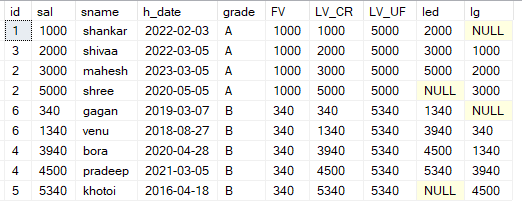 id sal sname h_date grade FV LV_CR LV_UF led lg
1 1000 shankar 2022-02-03 A 1000 1000 5000 2000 NULL
3 2000 shivaa 2022-03-05 A 1000 2000 5000 3000 1000
2 3000 mahesh 2023-03-05 A 1000 3000 5000 5000 2000
2 5000 shree 2020-05-05 A 1000 5000 5000 NULL 3000
6 340 gagan 2019-03-07 B 340 340 5340 1340 NULL
6 1340 venu 2018-08-27 B 340 1340 5340 3940 340
4 3940 bora 2020-04-28 B 340 3940 5340 4500 1340
4 4500 pradeep 2021-03-05 B 340 4500 5340 5340 3940
5 5340 khotoi 2016-04-18 B 340 5340 5340 NULL 4500